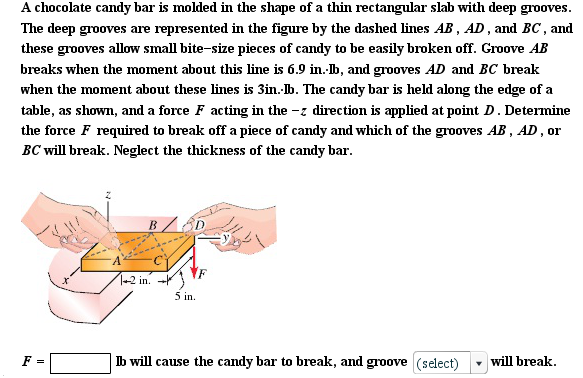 A chocolate candy bar is molded in the shape of a thin rectangular slab with deep grooves.
The deep grooves are represented in the figure by the dashed lines AB , AD , and BC , and
these grooves allow small bite-size pieces of candy to be easily broken off. Groove AB
breaks when the moment about this line is 6.9 in.·lb, and grooves AD and BC break
when the moment about these lines is 3in.·lb. The candy bar is held along the edge of a
table, as shown, and a force F acting in the -z direction is applied at point D. Determine
the force F required to break off a piece of candy and which of the grooves AB , AD , or
BC will break. Neglect the thickness of the candy bar.
z
B
D
y
A
C
x
2 in.
F
5 in.
F = lb will cause the candy bar to break, and groove (select) will break.